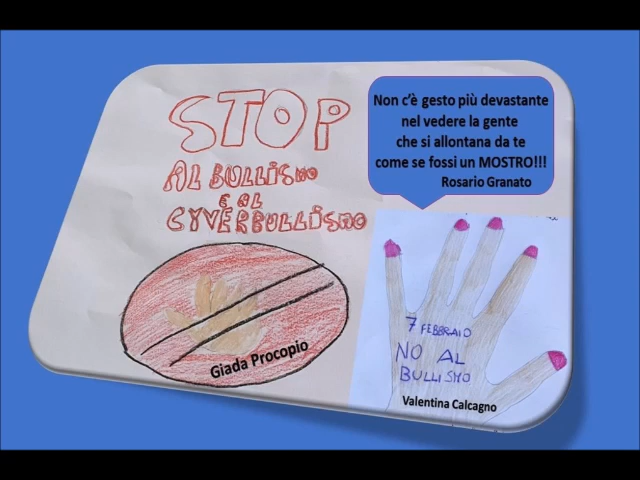 STOP
AL BULLISMO
E AL
CYVERBULLISMO
Giada Procopio
Non c'è gesto più devastante
nel vedere la gente
che si allontana da te
come se fossi un MOSTRO!!!
Rosario Granato
7 FEBBRAIO
NO AL
BULLISMO
Valentina Calcagno